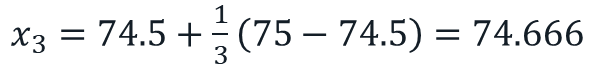 x₃ = 74.5 + 1/3 (75 − 74.5) = 74.666